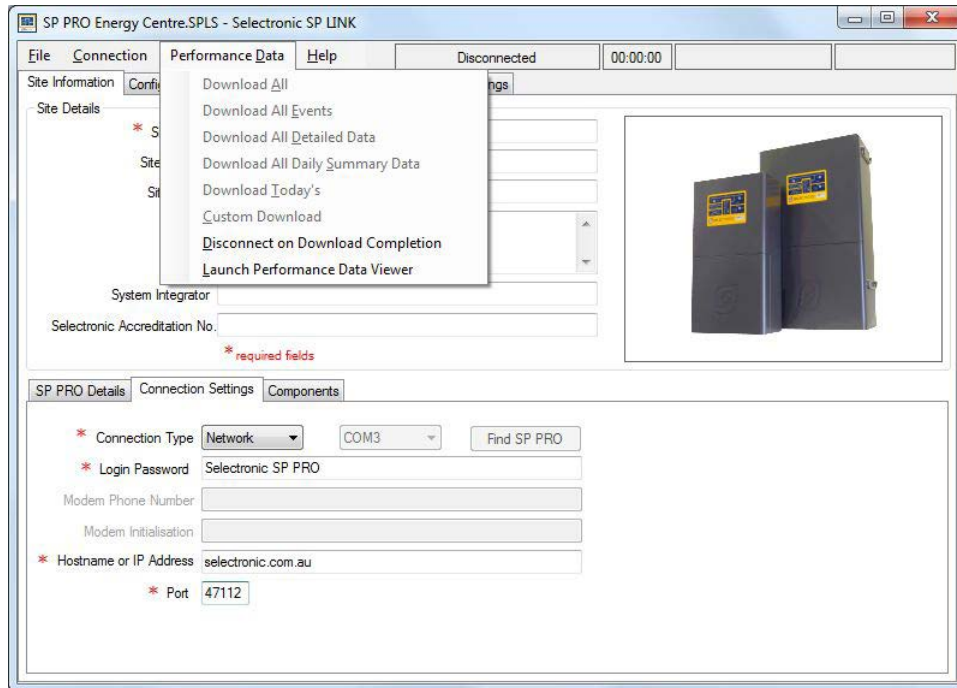 SP PRO Energy Centre.SPLS - Selectronic SP LINK
File Connection Performance Data Help Disconnected 00:00:00
Site Information
Site Details
Download All
Download All Events
Download All Detailed Data
Download All Daily Summary Data
Download Today's
Custom Download
Disconnect on Download Completion
Launch Performance Data Viewer
Site
System Integrator
Selectronic Accreditation No.
* required fields
SP PRO Details Connection Settings Components
* Connection Type Network COM3 Find SP PRO
* Login Password Selectronic SP PRO
Modem Phone Number
Modem Initialisation
* Hostname or IP Address selectronic.com.au
* Port 47112